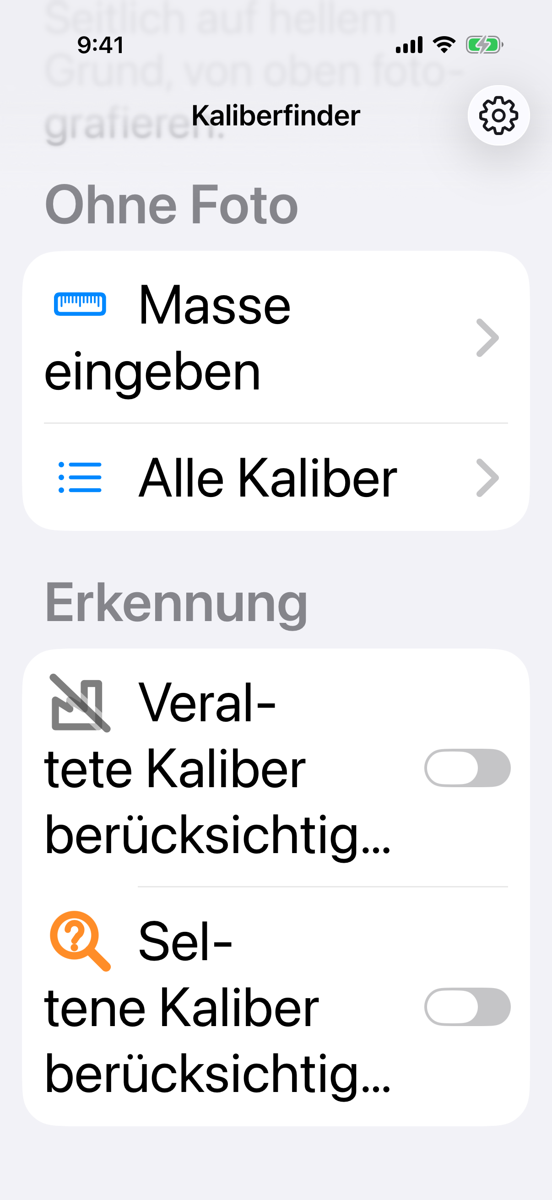 Seitlich auf hellem
9:41
Grund, von oben foto-
grafieren.
Kaliberfinder
Ohne Foto
Masse
eingeben
Alle Kaliber
Erkennung
Veral-
tete Kaliber
berücksichtig...
Sel-
tene Kaliber
berücksichtig...